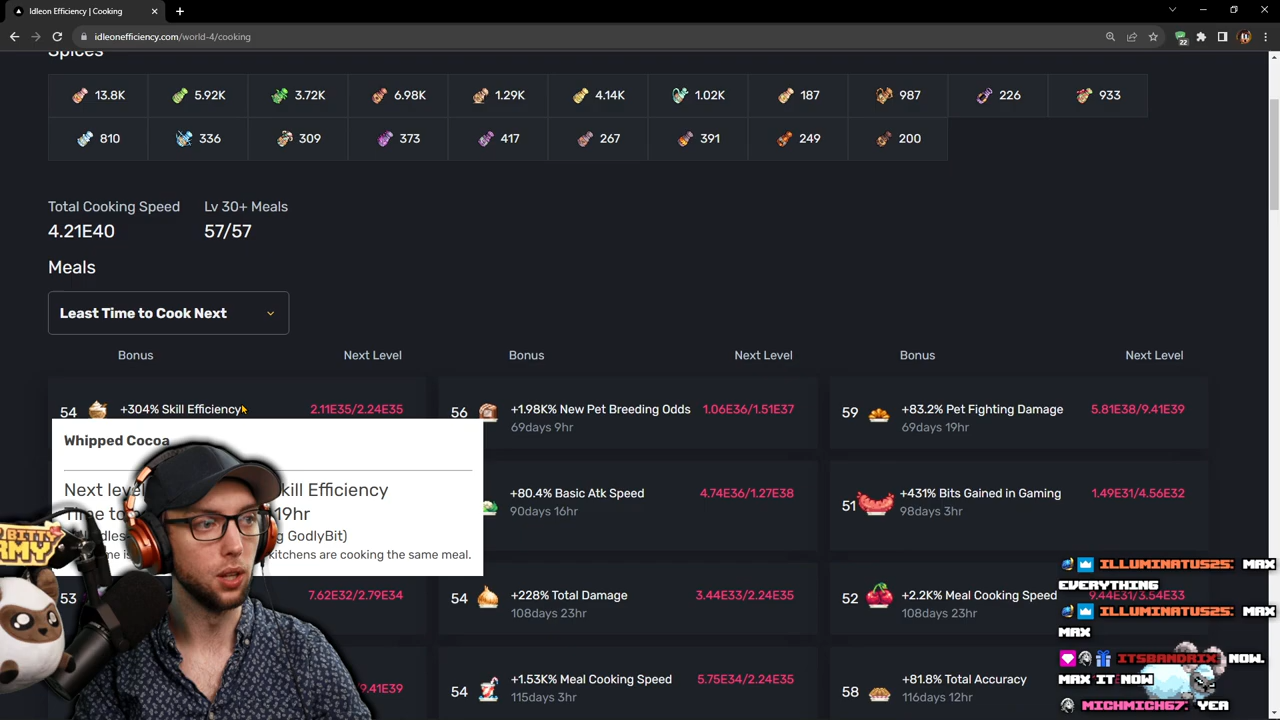 Idleon Efficiency | Cooking
idleonefficiency.com/world-4/cooking
22
Spices
13.8K 5.92K 3.72K 6.98K 1.29K 4.14K 1.02K 187 987 226 933
810 336 309 373 417 267 391 249 200
Total Cooking Speed Lv 30+ Meals
4.21E40 57/57
Meals
Least Time to Cook Next
Bonus Next Level Bonus Next Level Bonus Next Level
54 +304% Skill Efficiency 2.11E35/2.24E35
56 +1.98K% New Pet Breeding Odds 1.06E36/1.51E37
69days 9hr
59 +83.2% Pet Fighting Damage 5.81E38/9.41E39
69days 19hr
Whipped Cocoa
Next level kill Efficiency
Time to 19hr
g GodlyBit)
kitchens are cooking the same meal.
+80.4% Basic Atk Speed 4.74E36/1.27E38
90days 16hr
51 +431% Bits Gained in Gaming 1.49E31/4.56E32
98days 3hr
53 7.62E32/2.79E34
54 +228% Total Damage 3.44E33/2.24E35
108days 23hr
52 +2.2K% Meal Cooking Speed 9.44E31/3.54E33
108days 23hr
9.41E39
54 +1.53K% Meal Cooking Speed 5.75E34/2.24E35
115days 3hr
58 +81.8% Total Accuracy
116days 12hr
BITTY
ARMY
ILLUMINATUS25: MAX
EVERYTHING
ILLUMINATUS25: MAX
MAX
ITSBANDRIX: NOW.
MAX IT NOW
MICHMICH67: YEA